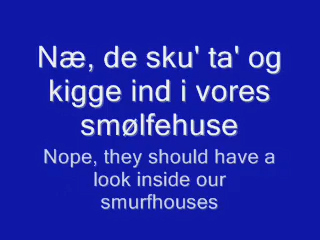 Næ, de sku' ta' og
kigge ind i vores
smølfehuse
Nope, they should have a
look inside our
smurfhouses